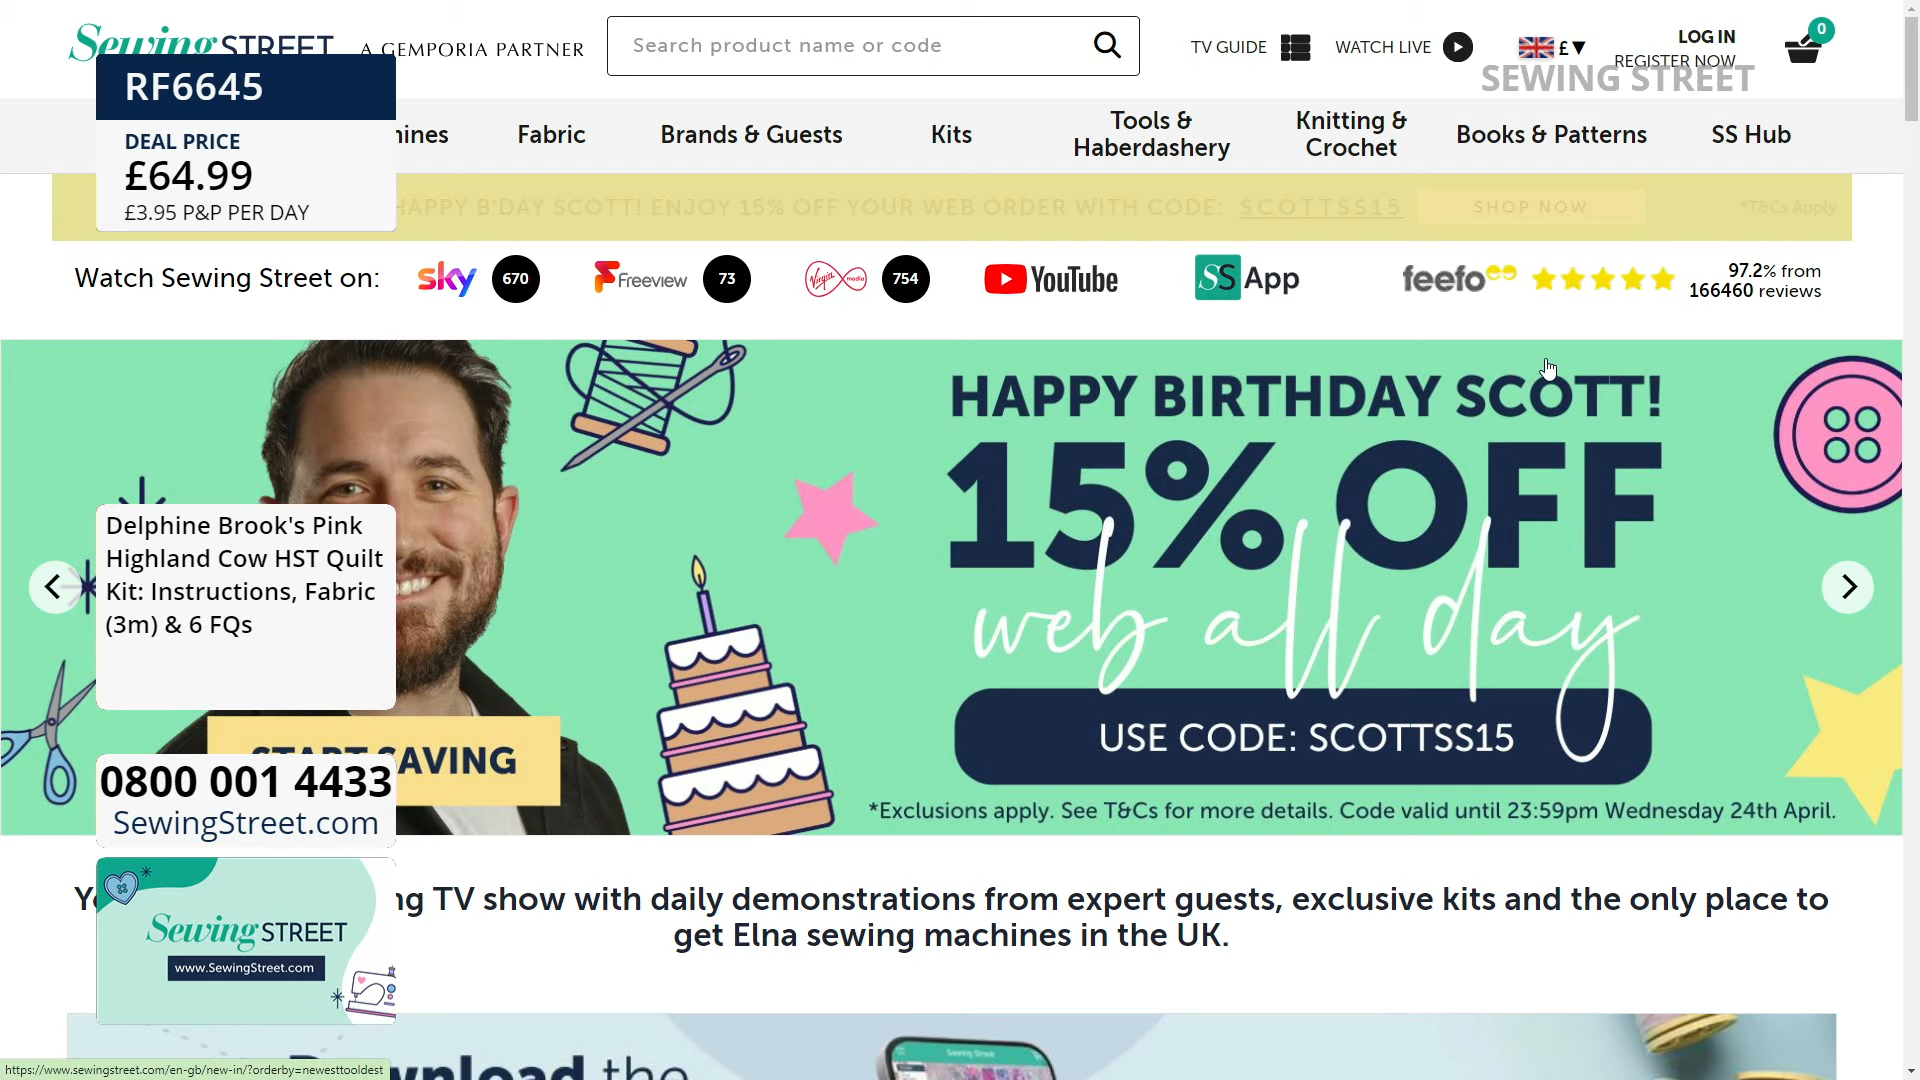 Sewing STREET A GEMPORIA PARTNER
Search product name or code
TV GUIDE
WATCH LIVE
£
LOG IN
REGISTER NOW
0
SEWING STREET
RF6645
DEAL PRICE
£64.99
£3.95 P&P PER DAY
Fabric
Brands & Guests
Kits
Tools &
Haberdashery
Knitting &
Crochet
Books & Patterns
SS Hub
HAPPY B'DAY SCOTT! ENJOY 15% OFF YOUR WEB ORDER WITH CODE: SCOTTSS15
SHOP NOW
*T&Cs Apply
Watch Sewing Street on:
sky 670
Freeview 73
Virgin media 754
YouTube
SS App
feefo
97.2% from
166460 reviews
HAPPY BIRTHDAY SCOTT!
15% OFF
web all day
USE CODE: SCOTTSS15
*Exclusions apply. See T&Cs for more details. Code valid until 23:59pm Wednesday 24th April.
Delphine Brook's Pink
Highland Cow HST Quilt
Kit: Instructions, Fabric
(3m) & 6 FQs
START SAVING
0800 001 4433
SewingStreet.com
TV show with daily demonstrations from expert guests, exclusive kits and the only place to
get Elna sewing machines in the UK.
Sewing STREET
www.SewingStreet.com
Download the
Sewing Street
https://www.sewingstreet.com/en-gb/new-in/?orderby=newesttooldest